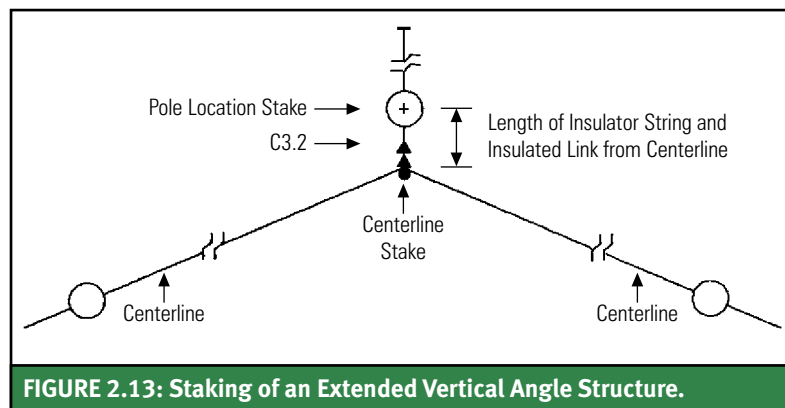 Pole Location Stake
C3.2
Length of Insulator String and
Insulated Link from Centerline
Centerline
Stake
Centerline
Centerline
FIGURE 2.13: Staking of an Extended Vertical Angle Structure.